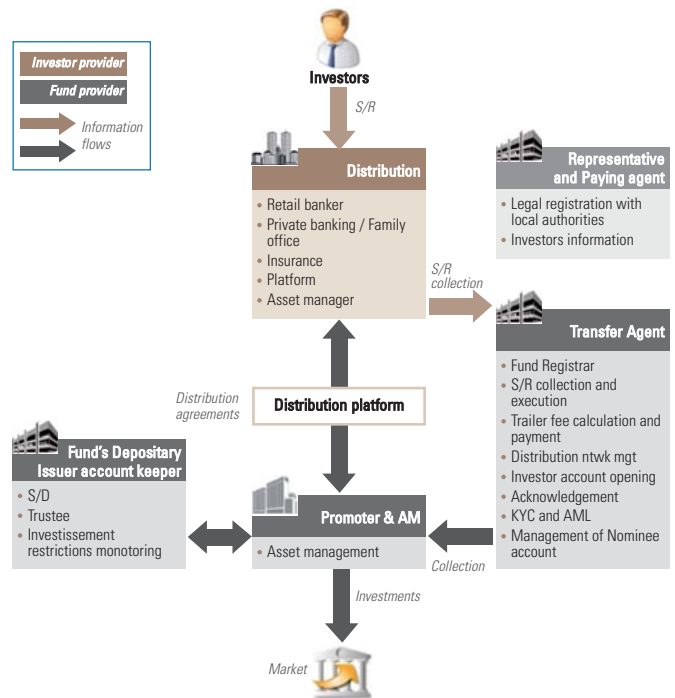 Investor provider
Fund provider
Information
flows
Investors
S/R
Distribution
• Retail banker
• Private banking / Family
office
• Insurance
• Platform
• Asset manager
Representative
and Paying agent
• Legal registration with
local authorities
• Investors information
S/R
collection
Transfer Agent
• Fund Registrar
• S/R collection and
execution
• Trailer fee calculation and
payment
• Distribution ntwk mgt
• Investor account opening
• Acknowledgement
• KYC and AML
• Management of Nominee
account
Distribution
agreements
Distribution platform
Fund's Depositary
Issuer account keeper
• S/D
• Trustee
• Investissement
restrictions monotoring
Promoter & AM
• Asset management
Collection
Investments
Market